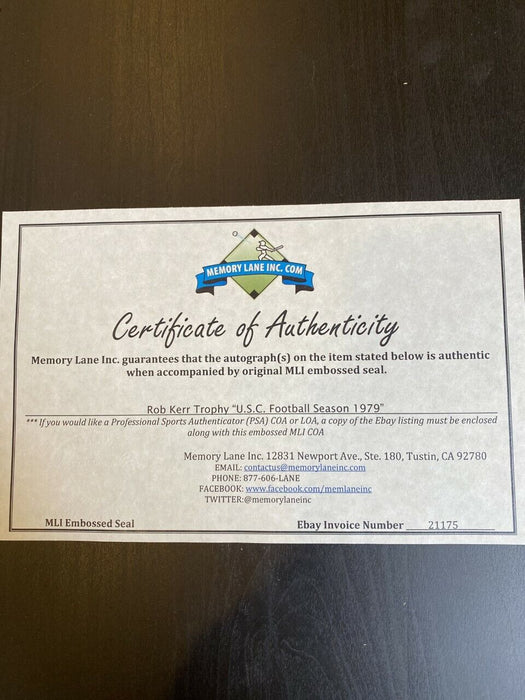 MEMORY LANE INC. COM
Certificate of Authenticity
Memory Lane Inc. guarantees that the autograph(s) on the item stated below is authentic
when accompanied by original MLI embossed seal.
Rob Kerr Trophy "U.S.C. Football Season 1979"
*** If you would like a Professional Sports Authenticator (PSA) COA or LOA, a copy of the Ebay listing must be enclosed
along with this embossed MLI COA
Memory Lane Inc. 12831 Newport Ave., Ste. 180, Tustin, CA 92780
EMAIL: contactus@memorylaneinc.com
PHONE: 877-606-LANE
FACEBOOK: www.facebook.com/memlaneinc
TWITTER:@memorylaneinc
MLI Embossed Seal Ebay Invoice Number 21175